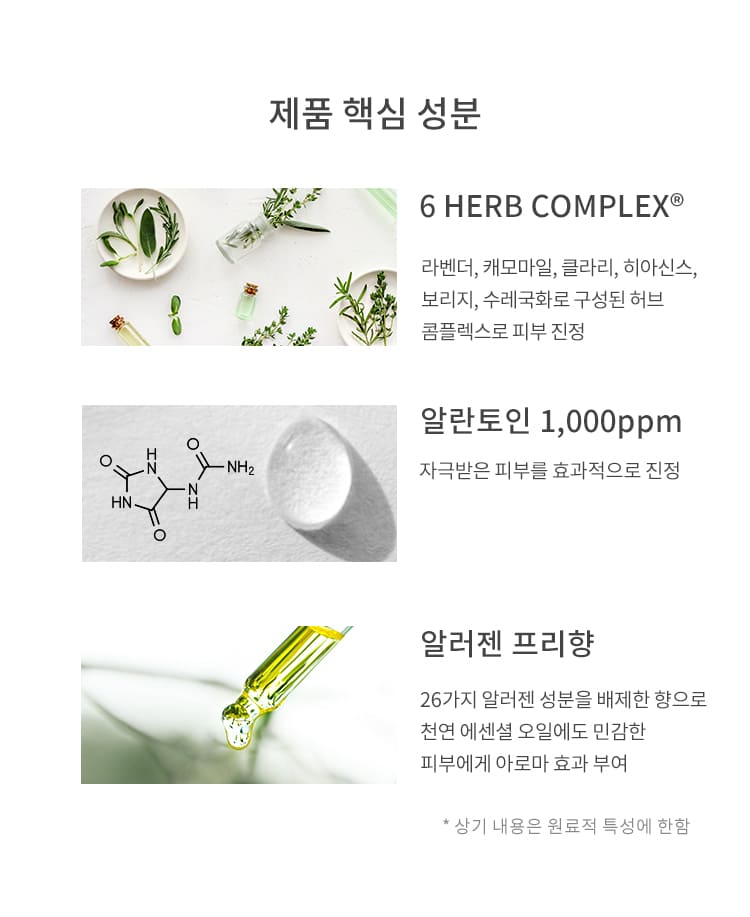 제품 핵심 성분
6 HERB COMPLEX®
라벤더, 캐모마일, 클라리, 히아신스,
보리지, 수레국화로 구성된 허브
콤플렉스로 피부 진정
알란토인 1,000ppm
자극받은 피부를 효과적으로 진정
O
H
N
O
NH₂
HN
N
H
O
알러젠 프리향
26가지 알러젠 성분을 배제한 향으로
천연 에센셜 오일에도 민감한
피부에게 아로마 효과 부여
* 상기 내용은 원료적 특성에 한함